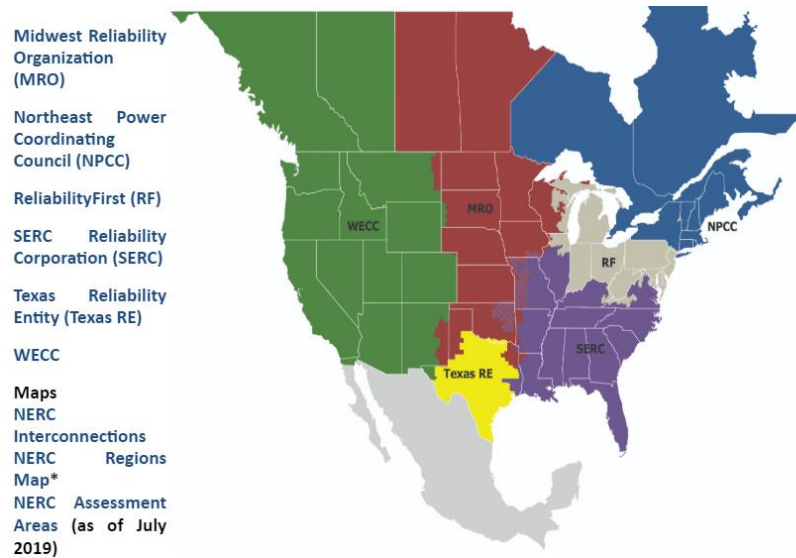 Midwest Reliability
Organization
(MRO)
Northeast Power
Coordinating
Council (NPCC)
ReliabilityFirst (RF)
SERC Reliability
Corporation (SERC)
Texas Reliability
Entity (Texas RE)
WECC
Maps
NERC
Interconnections
NERC Regions
Map*
NERC Assessment
Areas (as of July
2019)
WECC
MRO
NPCC
RF
SERC
Texas RE